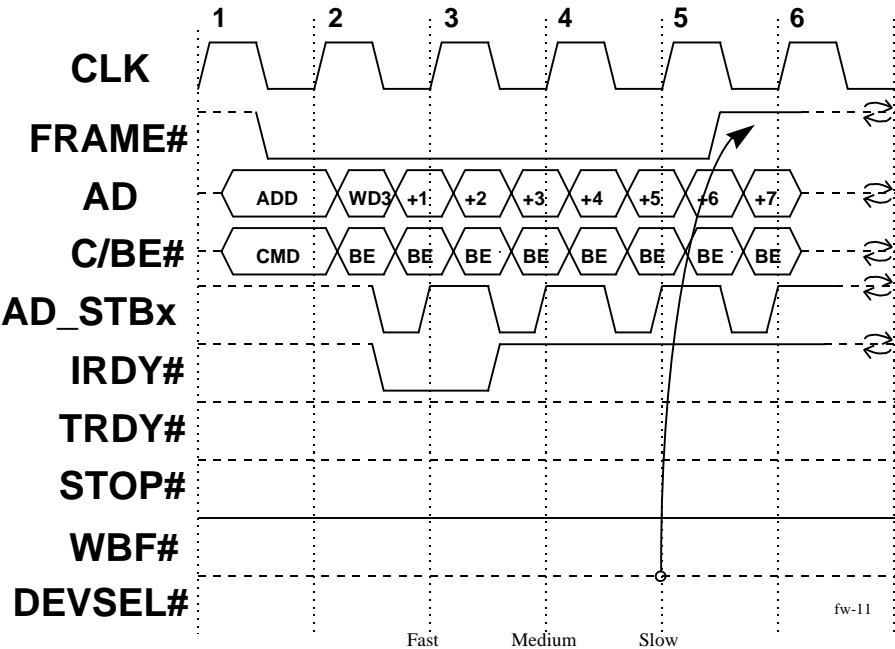 1 2 3 4 5 6
CLK
FRAME#
AD ADD WD3 +1 +2 +3 +4 +5 +6 +7
C/BE# CMD BE BE BE BE BE BE BE BE
AD_STBx
IRDY#
TRDY#
STOP#
WBF#
DEVSEL#
fw-11
Fast Medium Slow